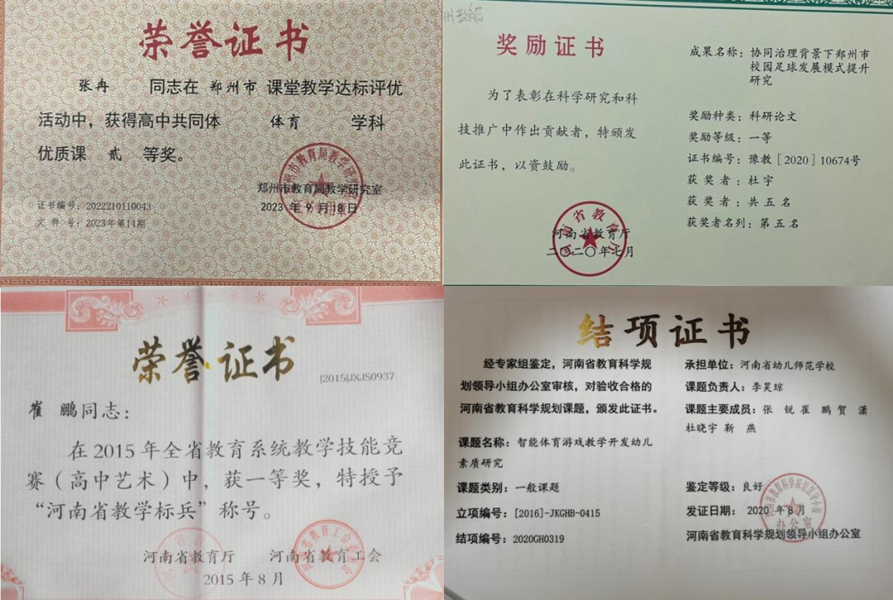 荣誉证书
张冉 同志在 郑州市 课堂教学达标评优
活动中，获得高中共同体 体育 学科
优质课 贰 等奖。
郑州市教育局教学研究室
2023 年 9 月 18 日
证书编号：2022210110043
文 件 号：2023年第14期
奖励证书
为了表彰在科学研究和科
技推广中作出贡献者，特颁发
此证书，以资鼓励。
河南省教育厅
二〇二〇年七月
成果名称：协同治理背景下郑州市
校园足球发展模式提升
研究
奖励种类：科研论文
奖励等级：一等
证书编号：豫教［2020］10674号
获 奖 者：杜宇
获 奖 者：共 五 名
获奖者名列：第 五 名
荣誉证书
[2015]JXJS0937
崔 鹏同志：
在 2015 年全省教育系统教学技能竞
赛（高中艺术）中，获一等奖，特授予
“河南省教学标兵”称号。
河南省教育厅 河南省教育工会
2015 年 8 月
结项证书
经专家组鉴定，河南省教育科学规
划领导小组办公室审核，对验收合格的
河南省教育科学规划课题，颁发此证书。
课题名称：智能体育游戏教学开发幼儿
素质研究
课题类别：一般课题
立项编号：[2016]-JKGHB-0415
结项编号：2020GH0319
承担单位：河南省幼儿师范学校
课题负责人：李昊琼
课题主要成员：张 锐 崔 鹏 贺 潇
杜晓宇 靳 燕
鉴定等级：良好
发证日期： 2020 年 8 月
河南省教育科学规划领导小组办公室